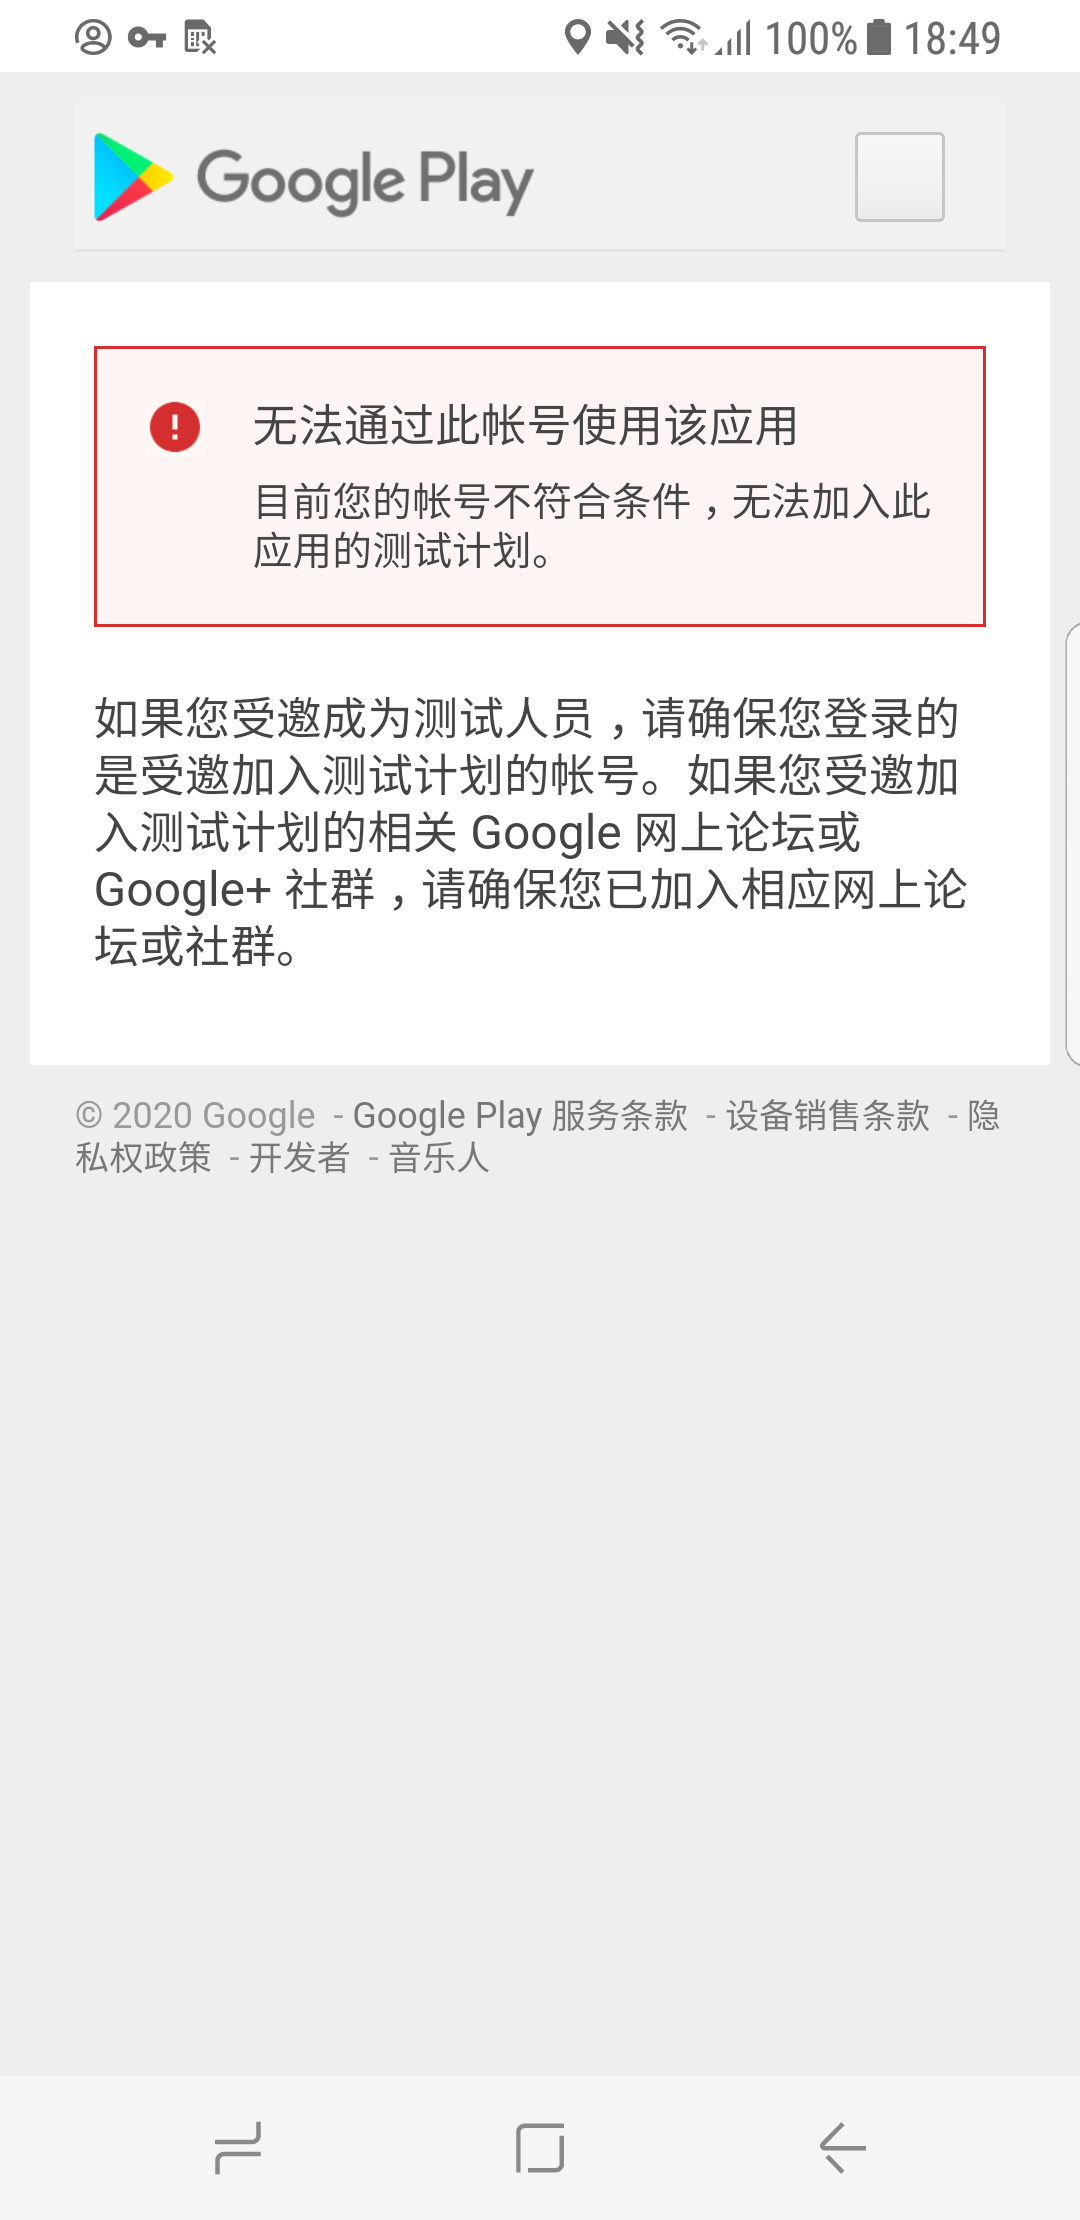 100% 18:49
Google Play
无法通过此帐号使用该应用
目前您的帐号不符合条件，无法加入此
应用的测试计划。
如果您受邀成为测试人员，请确保您登录的
是受邀加入测试计划的帐号。如果您受邀加
入测试计划的相关 Google 网上论坛或
Google+ 社群，请确保您已加入相应网上论
坛或社群。
© 2020 Google - Google Play 服务条款 - 设备销售条款 - 隐
私权政策 - 开发者 - 音乐人